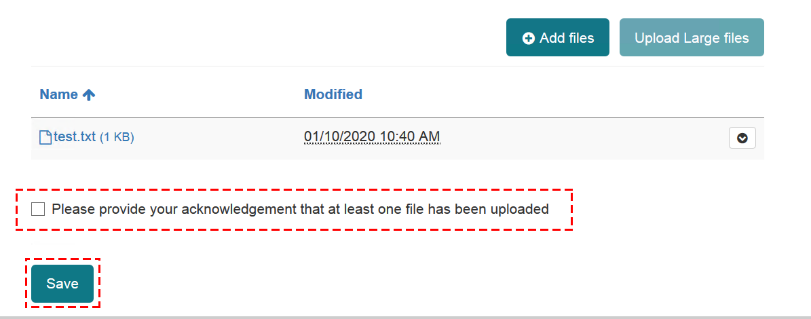 Add files Upload Large files
Name Modified
test.txt (1 KB) 01/10/2020 10:40 AM
Please provide your acknowledgement that at least one file has been uploaded
Save